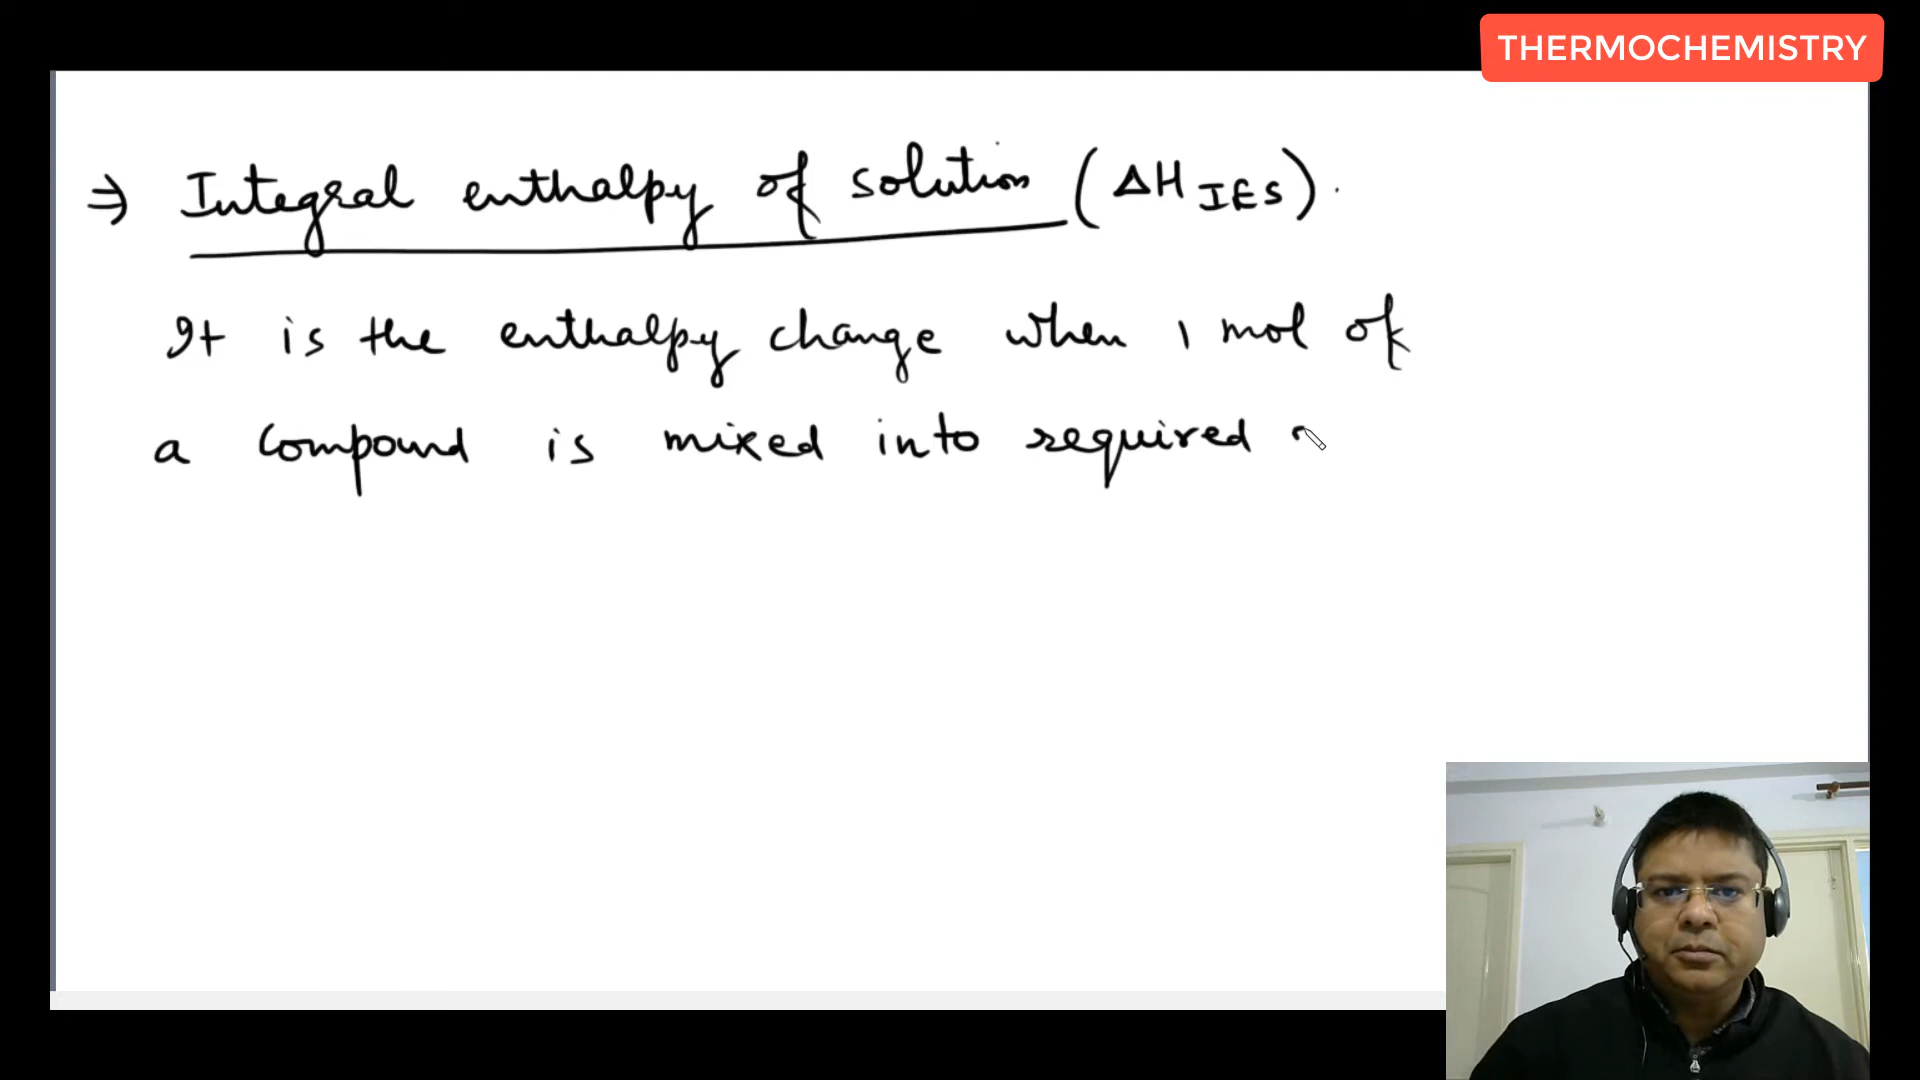 THERMOCHEMISTRY
⇒ Integral enthalpy of solution (ΔH IES).
It is the enthalpy change when 1 mol of
a compound is mixed into required